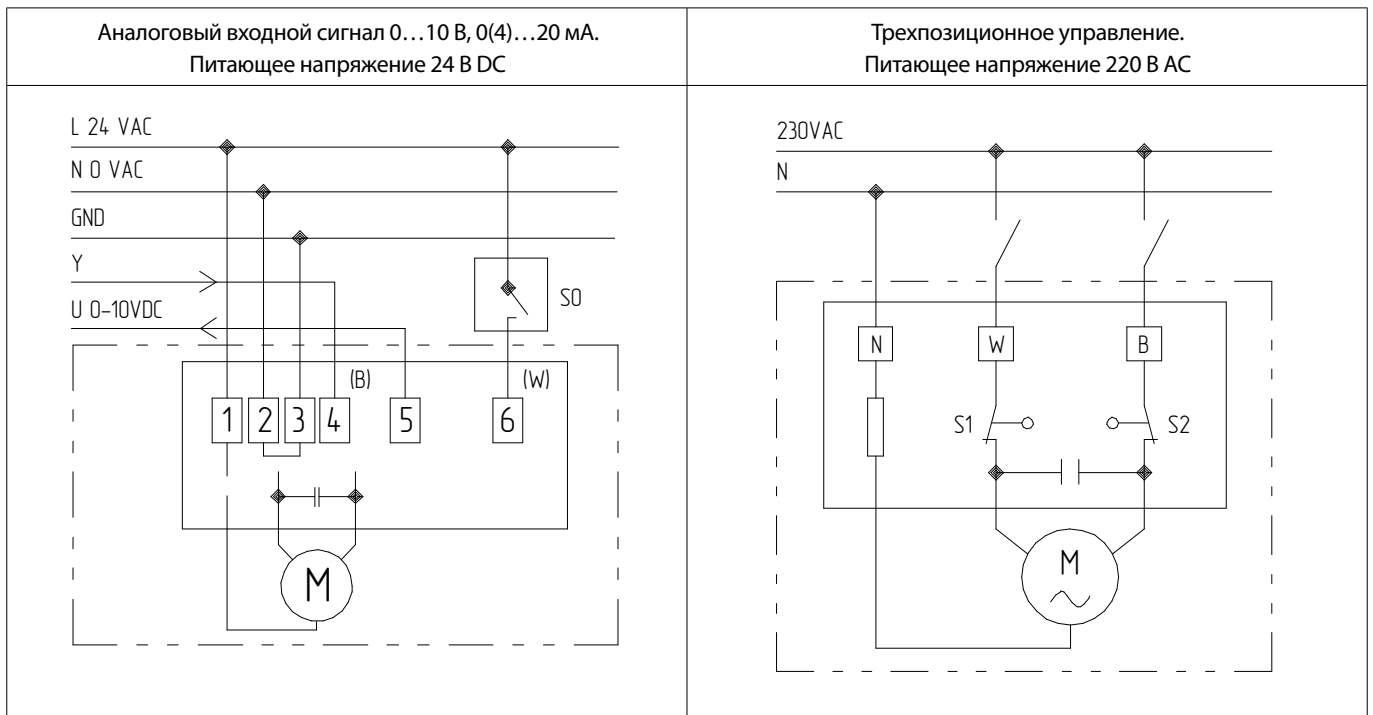 Аналоговый входной сигнал 0…10 В, 0(4)…20 мА.
Питающее напряжение 24 В DC
Трехпозиционное управление.
Питающее напряжение 220 В AC
L 24 VAC
N 0 VAC
GND
Y
U 0-10VDC
S0
(B)
(W)
1
2
3
4
5
6
M
230VAC
N
N
W
B
S1
S2
M